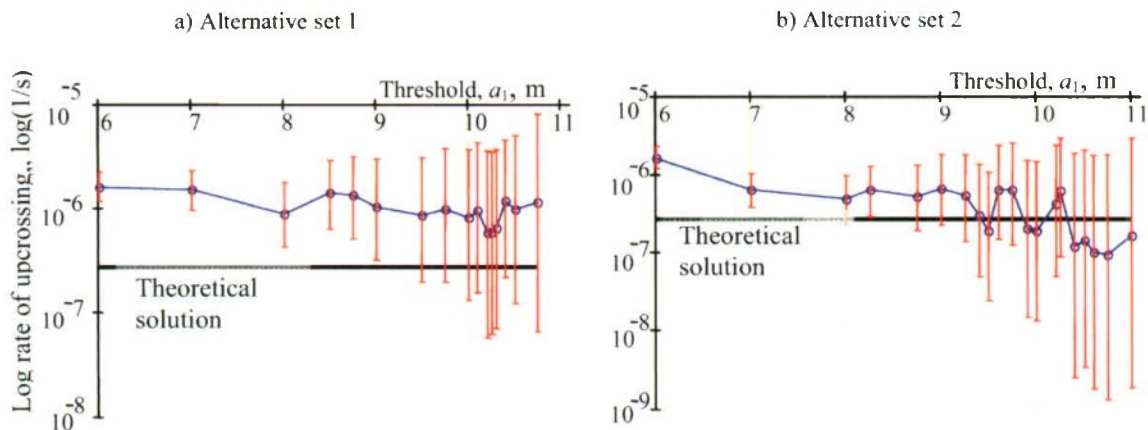 a) Alternative set 1
b) Alternative set 2
Log rate of upcrossing,, log(1/s)
Threshold, a₁, m
10⁻⁵
6 7 8 9 10 11
10⁻⁶
Theoretical
solution
10⁻⁷
10⁻⁸
Threshold, a₁, m
10⁻⁵
6 7 8 9 10 11
10⁻⁶
Theoretical
solution
10⁻⁷
10⁻⁸
10⁻⁹